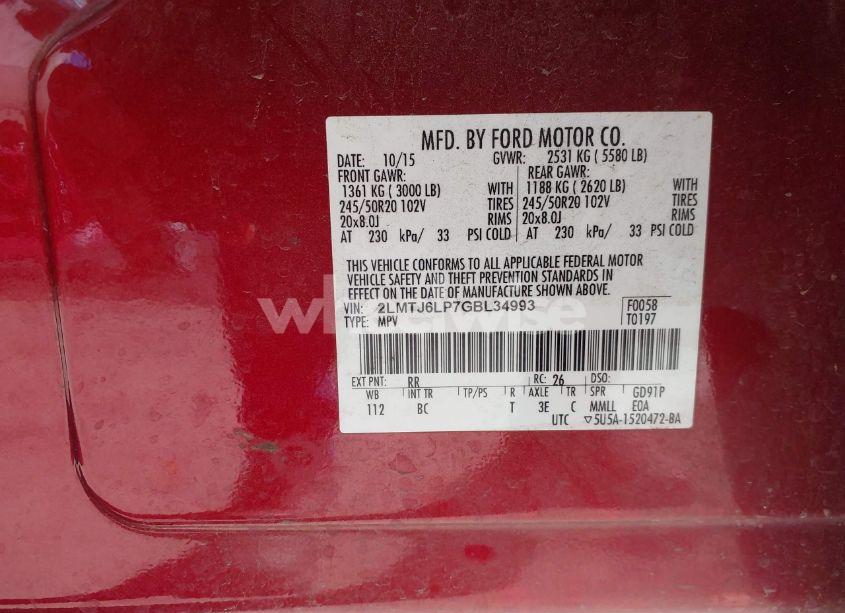 MFD. BY FORD MOTOR CO.
DATE: 10/15 GVWR: 2531 KG ( 5580 LB)
FRONT GAWR: REAR GAWR:
1361 KG ( 3000 LB) WITH 1188 KG ( 2620 LB) WITH
245/50R20 102V TIRES 245/50R20 102V TIRES
20x8.0J RIMS 20x8.0J RIMS
AT 230 kPa/ 33 PSI COLD AT 230 kPa/ 33 PSI COLD
THIS VEHICLE CONFORMS TO ALL APPLICABLE FEDERAL MOTOR
VEHICLE SAFETY AND THEFT PREVENTION STANDARDS IN
EFFECT ON THE DATE OF MANUFACTURE SHOWN ABOVE.
VIN: 2LMTJ6LP7GBL34993 F0058
TYPE: MPV T0197
EXT PNT: RR RC: 26 DSO:
WB INT TR TP/PS R AXLE TR SPR GD91P
112 BC T 3E C MMLL E0A
UTC ▽5U5A-1520472-BA